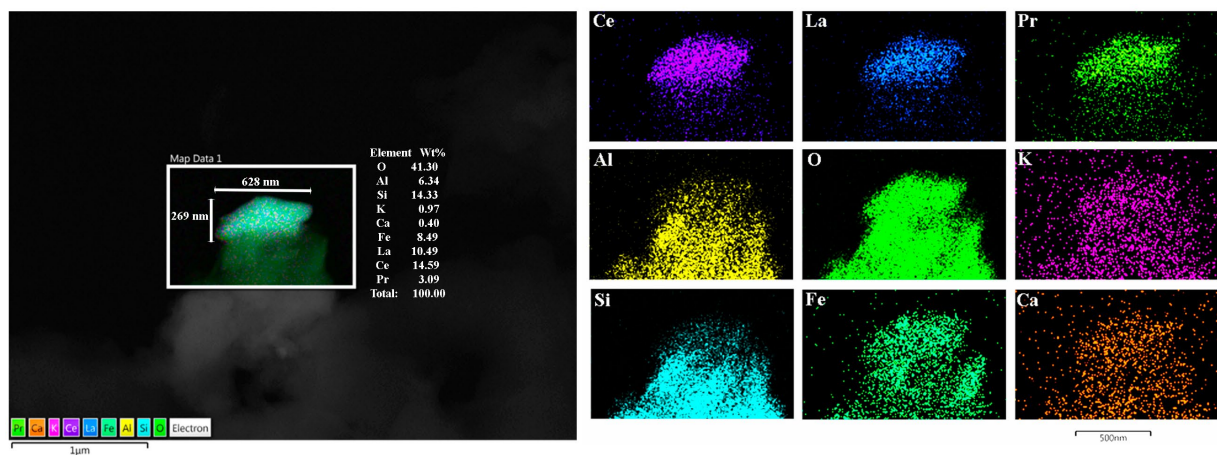 Map Data 1
628 nm
269 nm
Element Wt%
O 41.30
Al 6.34
Si 14.33
K 0.97
Ca 0.40
Fe 8.49
La 10.49
Ce 14.59
Pr 3.09
Total: 100.00
Pr Ca K Ce La Fe Al Si O Electron
1µm
Ce La Pr
Al O K
Si Fe Ca
500nm